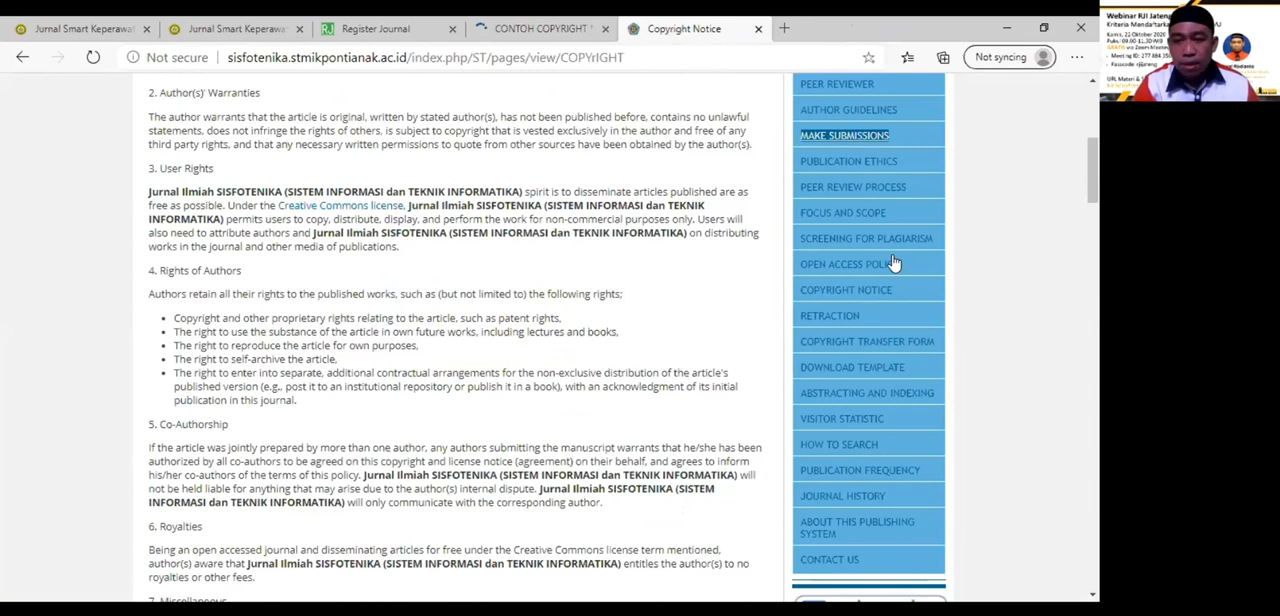 Jurnal Smart Keperawa
Jurnal Smart Keperawa
Register Journal
CONTOH COPYRIGHT
Copyright Notice
Not secure
sisfotenika.stmikpontianak.ac.id/index.php/ST/pages/view/COPYrIGHT
Not syncing
2. Author(s)' Warranties
The author warrants that the article is original, written by stated author(s), has not been published before, contains no unlawful
statements, does not infringe the rights of others, is subject to copyright that is vested exclusively in the author and free of any
third party rights, and that any necessary written permissions to quote from other sources have been obtained by the author(s).
3. User Rights
Jurnal Ilmiah SISFOTENIKA (SISTEM INFORMASI dan TEKNIK INFORMATIKA) spirit is to disseminate articles published are as
free as possible. Under the Creative Commons license, Jurnal Ilmiah SISFOTENIKA (SISTEM INFORMASI dan TEKNIK
INFORMATIKA) permits users to copy, distribute, display, and perform the work for non-commercial purposes only. Users will
also need to attribute authors and Jurnal Ilmiah SISFOTENIKA (SISTEM INFORMASI dan TEKNIK INFORMATIKA) on distributing
works in the journal and other media of publications.
4. Rights of Authors
Authors retain all their rights to the published works, such as (but not limited to) the following rights;
Copyright and other proprietary rights relating to the article, such as patent rights,
The right to use the substance of the article in own future works, including lectures and books,
The right to reproduce the article for own purposes,
The right to self-archive the article,
The right to enter into separate, additional contractual arrangements for the non-exclusive distribution of the article's
published version (e.g., post it to an institutional repository or publish it in a book), with an acknowledgment of its initial
publication in this journal.
5. Co-Authorship
If the article was jointly prepared by more than one author, any authors submitting the manuscript warrants that he/she has been
authorized by all co-authors to be agreed on this copyright and license notice (agreement) on their behalf, and agrees to inform
his/her co-authors of the terms of this policy. Jurnal Ilmiah SISFOTENIKA (SISTEM INFORMASI dan TEKNIK INFORMATIKA) will
not be held liable for anything that may arise due to the author(s) internal dispute. Jurnal Ilmiah SISFOTENIKA (SISTEM
INFORMASI dan TEKNIK INFORMATIKA) will only communicate with the corresponding author.
6. Royalties
Being an open accessed journal and disseminating articles for free under the Creative Commons license term mentioned,
author(s) aware that Jurnal Ilmiah SISFOTENIKA (SISTEM INFORMASI dan TEKNIK INFORMATIKA) entitles the author(s) to no
royalties or other fees.
7. Miscellaneous
PEER REVIEWER
AUTHOR GUIDELINES
MAKE SUBMISSIONS
PUBLICATION ETHICS
PEER REVIEW PROCESS
FOCUS AND SCOPE
SCREENING FOR PLAGIARISM
OPEN ACCESS
COPYRIGHT NOTICE
RETRACTION
COPYRIGHT TRANSFER FORM
DOWNLOAD TEMPLATE
ABSTRACTING AND INDEXING
VISITOR STATISTIC
HOW TO SEARCH
PUBLICATION FREQUENCY
JOURNAL HISTORY
ABOUT THIS PUBLISHING
SYSTEM
CONTACT US
Webinar RJI Jateng
Kamis, 22 Oktober 2020